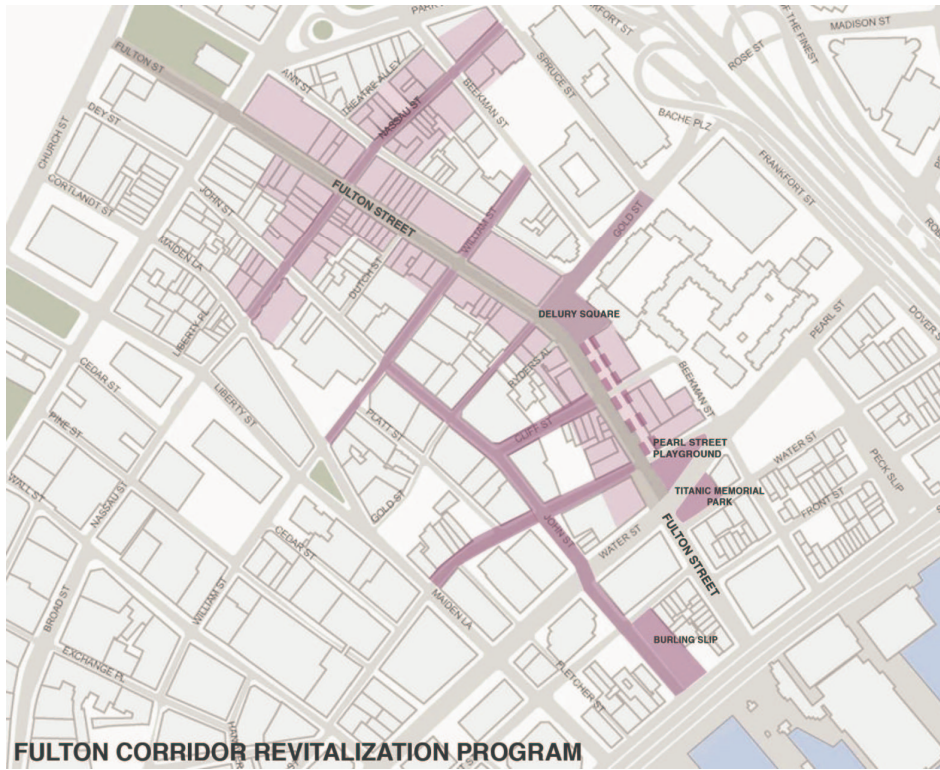 PARK
KFORT ST
OF THE FINEST
MADISON ST
ROSE ST
FULTON ST
ANN ST
THEATRE ALLEY
NASSAU ST
BEEKMAN ST
SPRUCE ST
BACHE PLZ
FRANKFORT ST
CHURCH ST
DEY ST
CORTLANDT ST
JOHN ST
MAIDEN LA
LIBERTY PL
FULTON STREET
DUTCH ST
WILLIAM ST
GOLD ST
DELURY SQUARE
PEARL ST
DOVER S
RYDERS AL
CEDAR ST
LIBERTY ST
PINE ST
WALL ST
NASSAU ST
PLATT ST
CLIFF ST
BEEKMAN ST
PEARL STREET
PLAYGROUND
WATER ST
PECK SLIP
TITANIC MEMORIAL
PARK
FRONT ST
GOLD ST
JOHN ST
WATER ST
FULTON STREET
CEDAR ST
MAIDEN LA
WILLIAM ST
BROAD ST
EXCHANGE PL
BURLING SLIP
FLETCHER ST
FULTON CORRIDOR REVITALIZATION PROGRAM